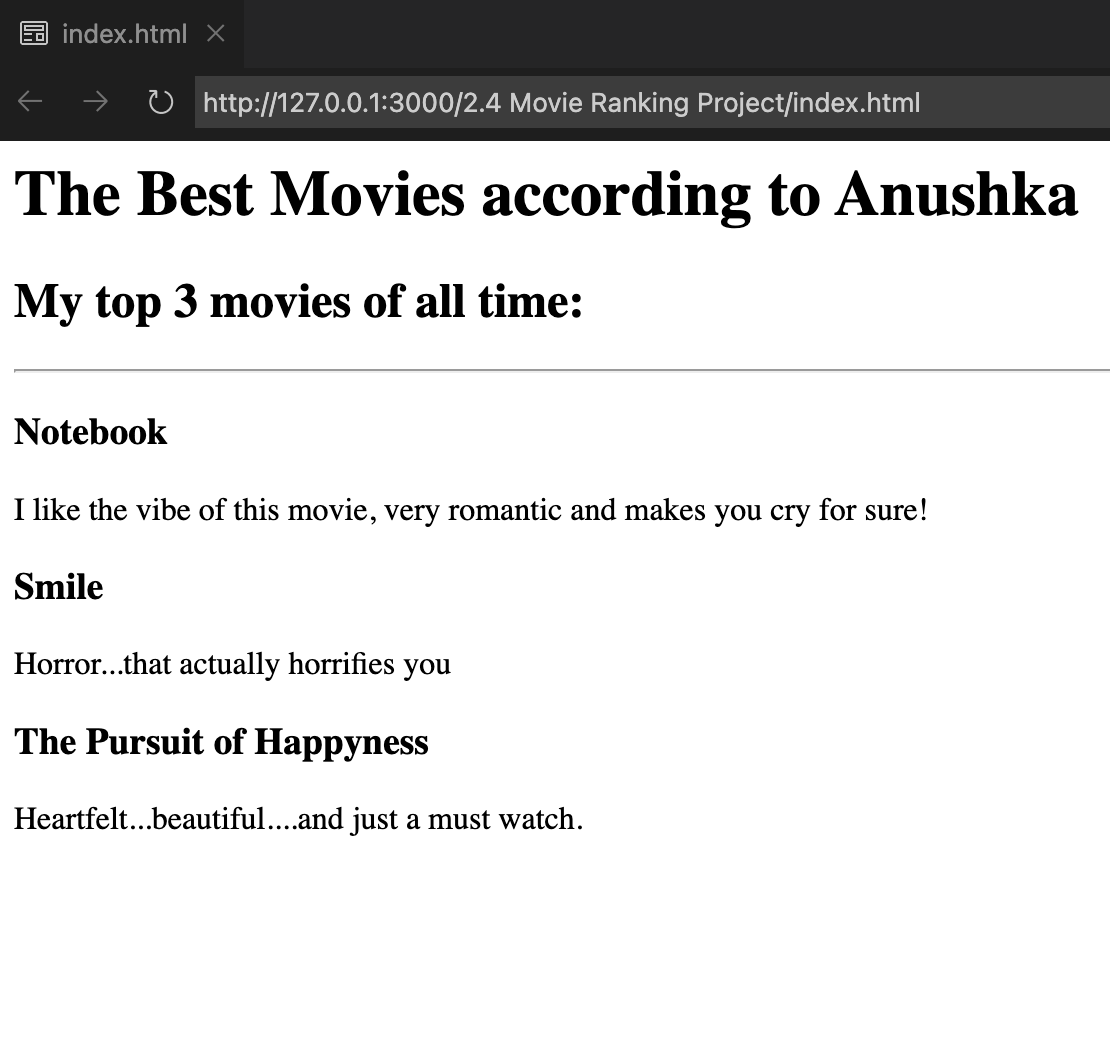 index.html
http://127.0.0.1:3000/2.4 Movie Ranking Project/index.html
The Best Movies according to Anushka
My top 3 movies of all time:
Notebook
I like the vibe of this movie, very romantic and makes you cry for sure!
Smile
Horror...that actually horrifies you
The Pursuit of Happyness
Heartfelt...beautiful....and just a must watch.